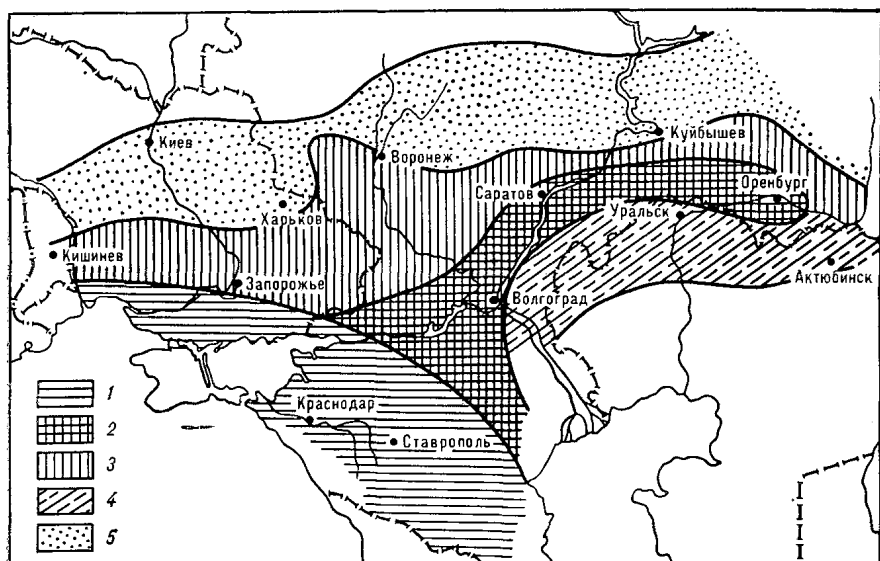 Киев
Воронеж
Куйбышев
Харьков
Саратов
Оренбург
Уральск
Кишинев
Запорожье
Волгоград
Актюбинск
Краснодар
Ставрополь
1
2
3
4
5